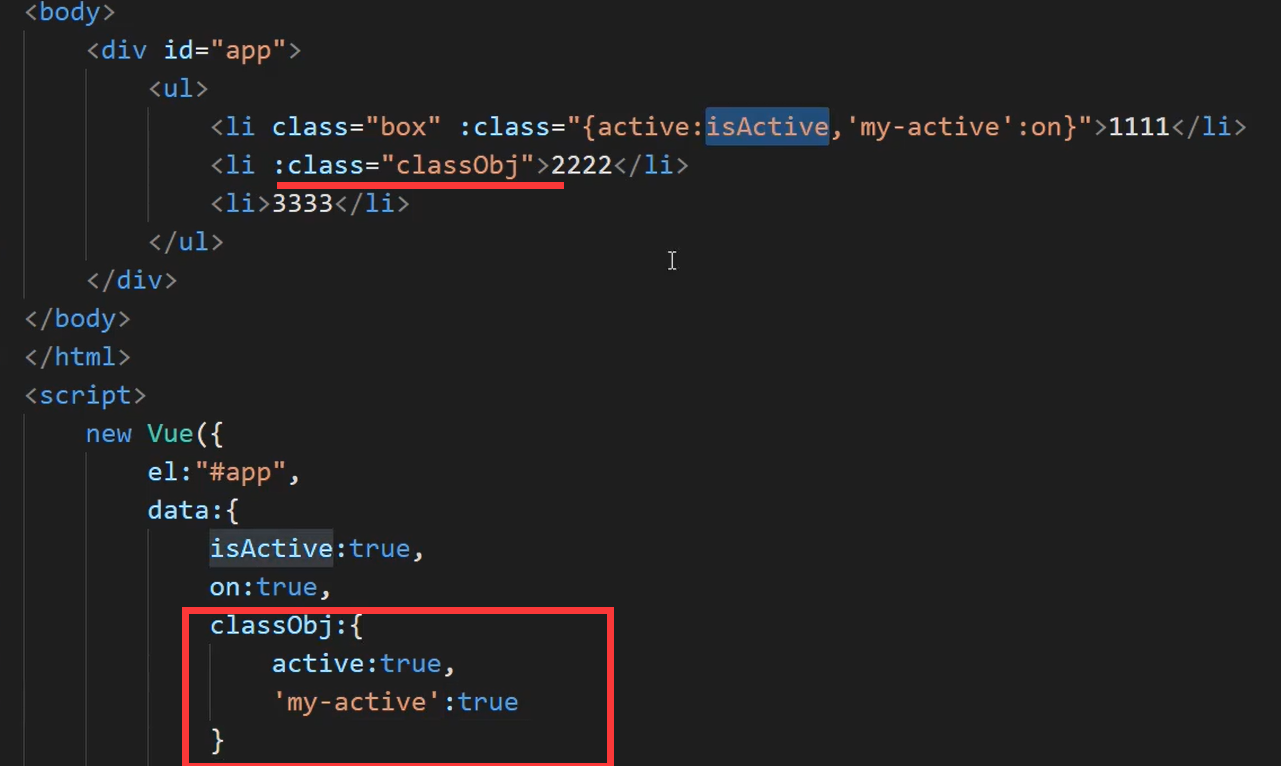 <body>
<div id="app">
<ul>
<li class="box" :class="{active:isActive,'my-active':on}">1111</li>
<li :class="classObj">2222</li>
<li>3333</li>
</ul>
</div>
</body>
</html>
<script>
new Vue({
el:"#app",
data:{
isActive:true,
on:true,
classObj:{
active:true,
'my-active':true
}